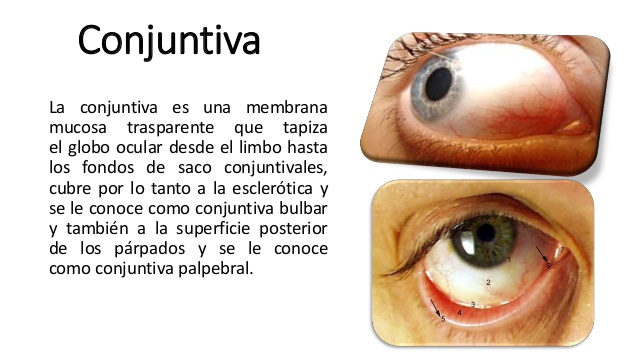 Conjuntiva
La conjuntiva es una membrana
mucosa trasparente que tapiza
el globo ocular desde el limbo hasta
los fondos de saco conjuntivales,
cubre por lo tanto a la esclerótica y
se le conoce como conjuntiva bulbar
y también a la superficie posterior
de los párpados y se le conoce
como conjuntiva palpebral.
1
2
3
4
5
7